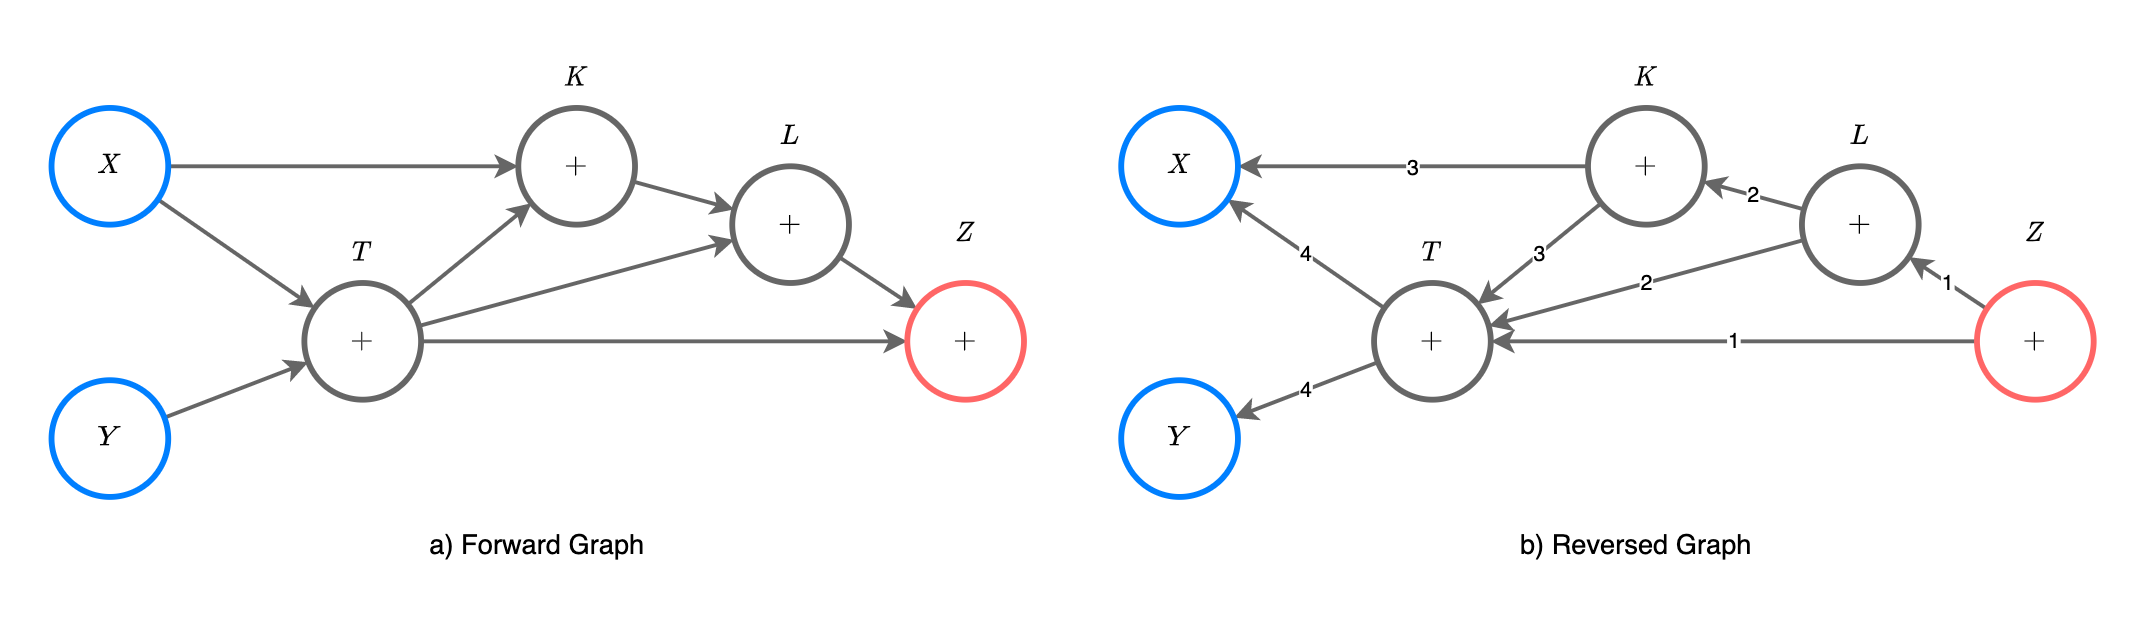 K
L
X
+
+
Z
T
+
+
Y
a) Forward Graph
K
L
X
3
+
2
+
Z
4
T
3
2
1
+
1
+
4
Y
b) Reversed Graph